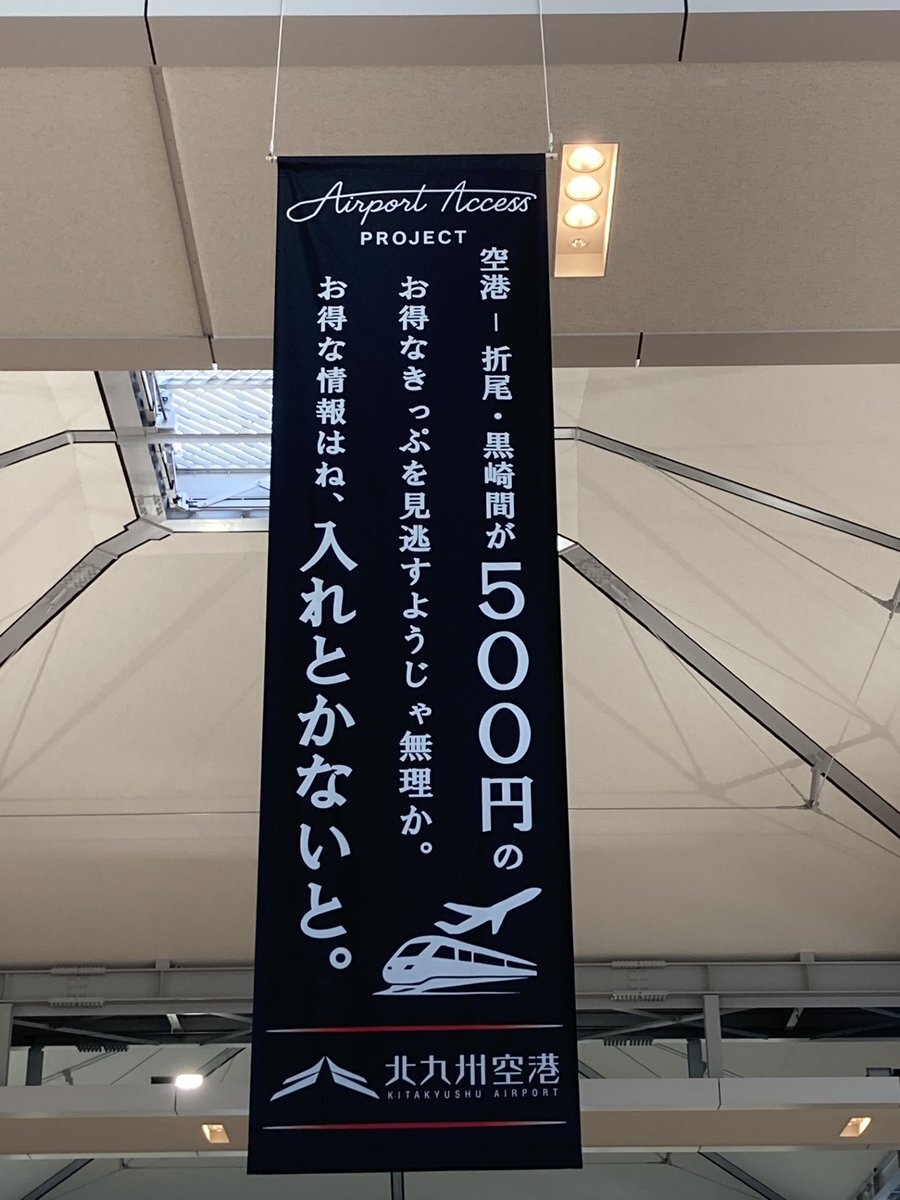 Airport Access
PROJECT
空港－折尾・黒崎間が500円の
お得なきっぷを見逃すようじゃ無理か。
お得な情報はね、入れとかないと。
北九州空港
KITAKYUSHU AIRPORT